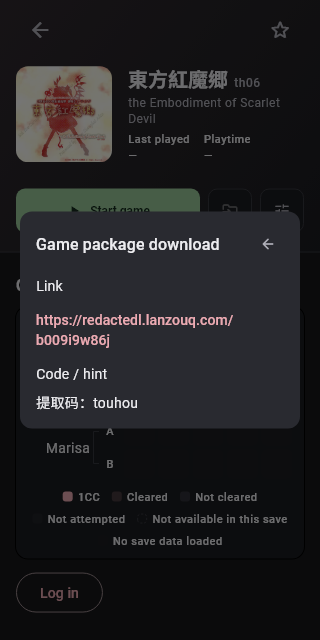 東方紅魔郷 th06
the Embodiment of Scarlet
Devil
Last played Playtime
— —
Start game
Game package download
Link
https://redactedl.lanzouq.com/
b009i9w86j
Code / hint
提取码：touhou
A
Marisa
B
1CC Cleared Not cleared
Not attempted Not available in this save
No save data loaded
Log in